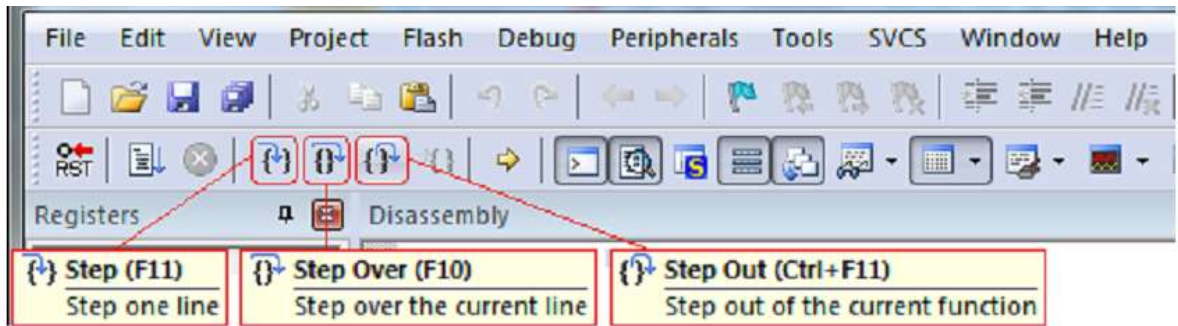 File Edit View Project Flash Debug Peripherals Tools SVCS Window Help
RST {} {} {} {} S
Registers Disassembly
{} Step (F11)
Step one line
{} Step Over (F10)
Step over the current line
{} Step Out (Ctrl+F11)
Step out of the current function